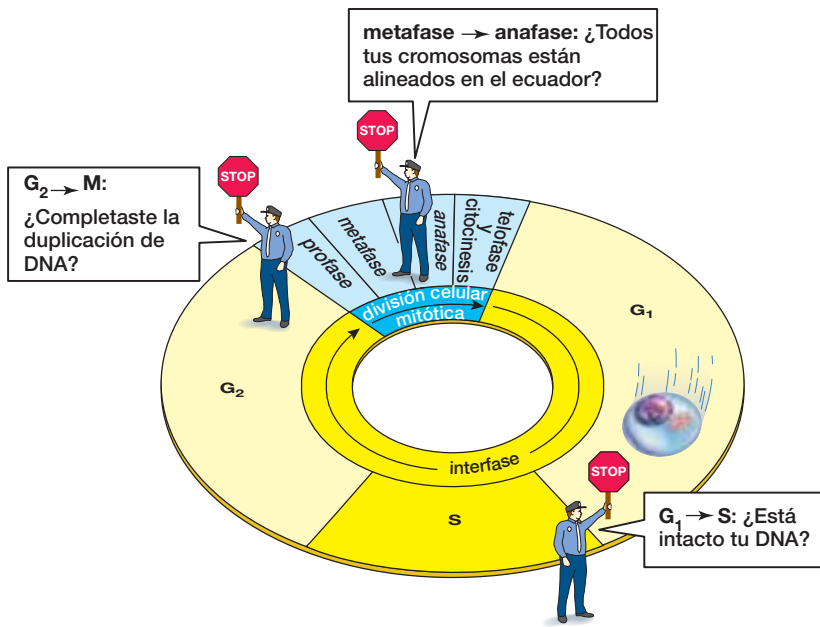 metafase → anafase: ¿Todos
tus cromosomas están
alineados en el ecuador?
STOP
STOP
G₂ → M:
¿Completaste la
duplicación de
DNA?
profase
metafase
anafase
telofase
y
citocinesis
división celular
mitótica
G₁
G₂
interfase
S
STOP
G₁ → S: ¿Está
intacto tu DNA?